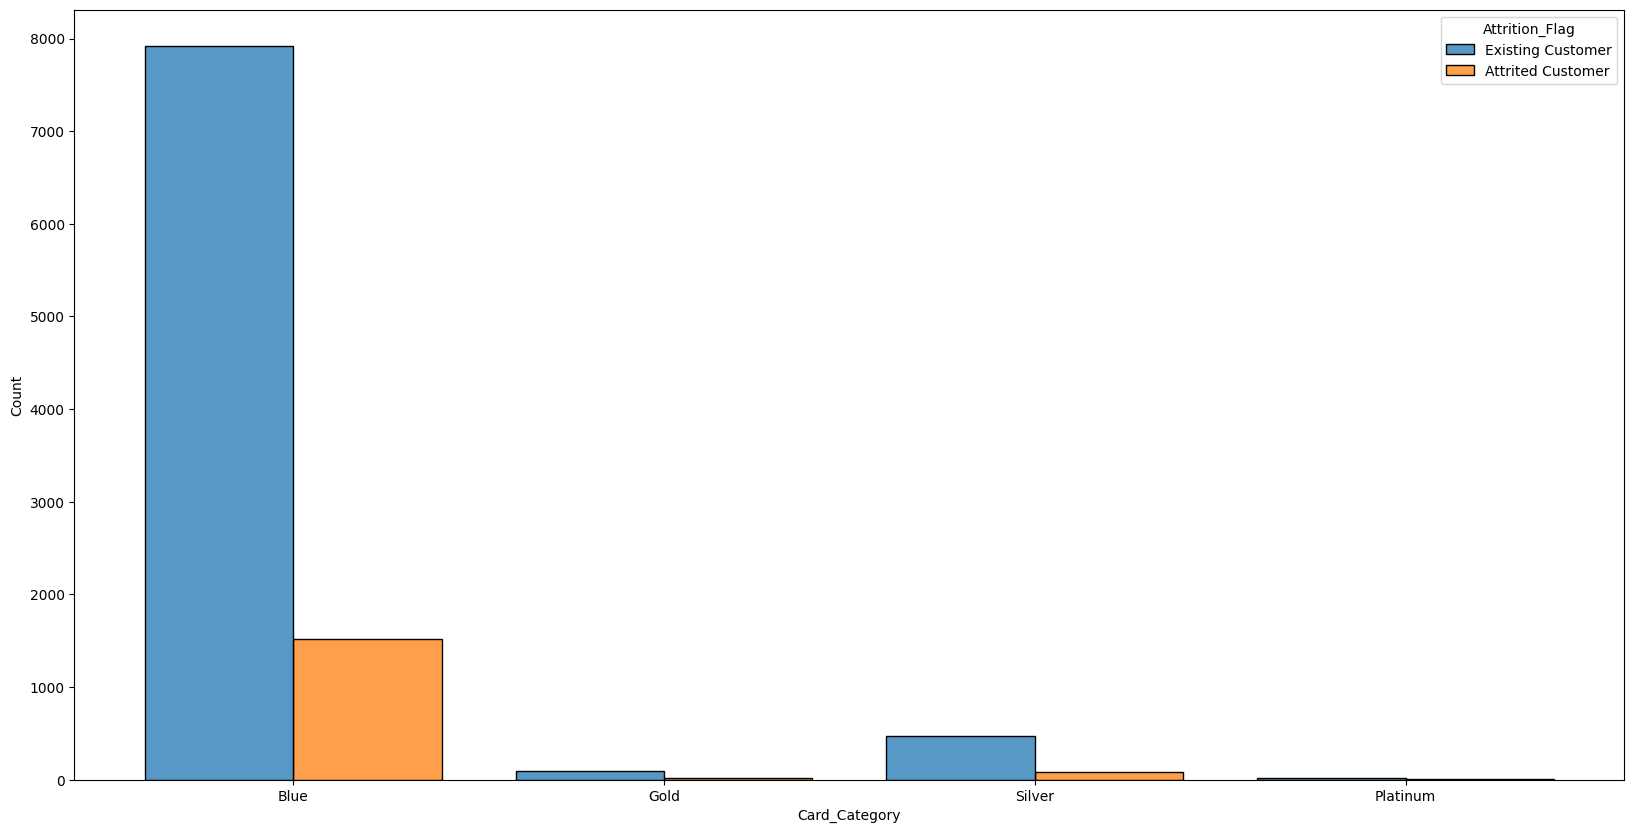 Attrition_Flag
Existing Customer
Attrited Customer
8000
7000
6000
5000
4000
3000
2000
1000
0
Count
Blue
Gold
Silver
Platinum
Card_Category